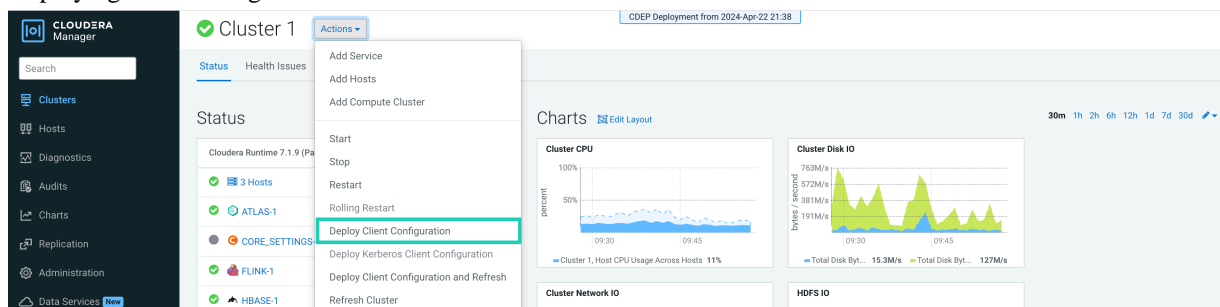 CLOUDERA
Manager
Search
Clusters
Hosts
Diagnostics
Audits
Charts
Replication
Administration
Data Services New
CDEP Deployment from 2024-Apr-22 21:38
Cluster 1 Actions
Status Health Issues
Add Service
Add Hosts
Add Compute Cluster
Start
Stop
Restart
Rolling Restart
Deploy Client Configuration
Deploy Kerberos Client Configuration
Deploy Client Configuration and Refresh
Refresh Cluster
Status
Cloudera Runtime 7.1.9 (Pa
3 Hosts
ATLAS-1
CORE_SETTINGS-
FLINK-1
HBASE-1
Charts Edit Layout
30m 1h 2h 6h 12h 1d 7d 30d
Cluster CPU
percent
100%
50%
09:30 09:45
Cluster 1, Host CPU Usage Across Hosts 11%
Cluster Disk IO
bytes / second
763M/s
572M/s
381M/s
191M/s
09:30 09:45
Total Disk Byt... 15.3M/s Total Disk Byt... 127M/s
Cluster Network IO
HDFS IO